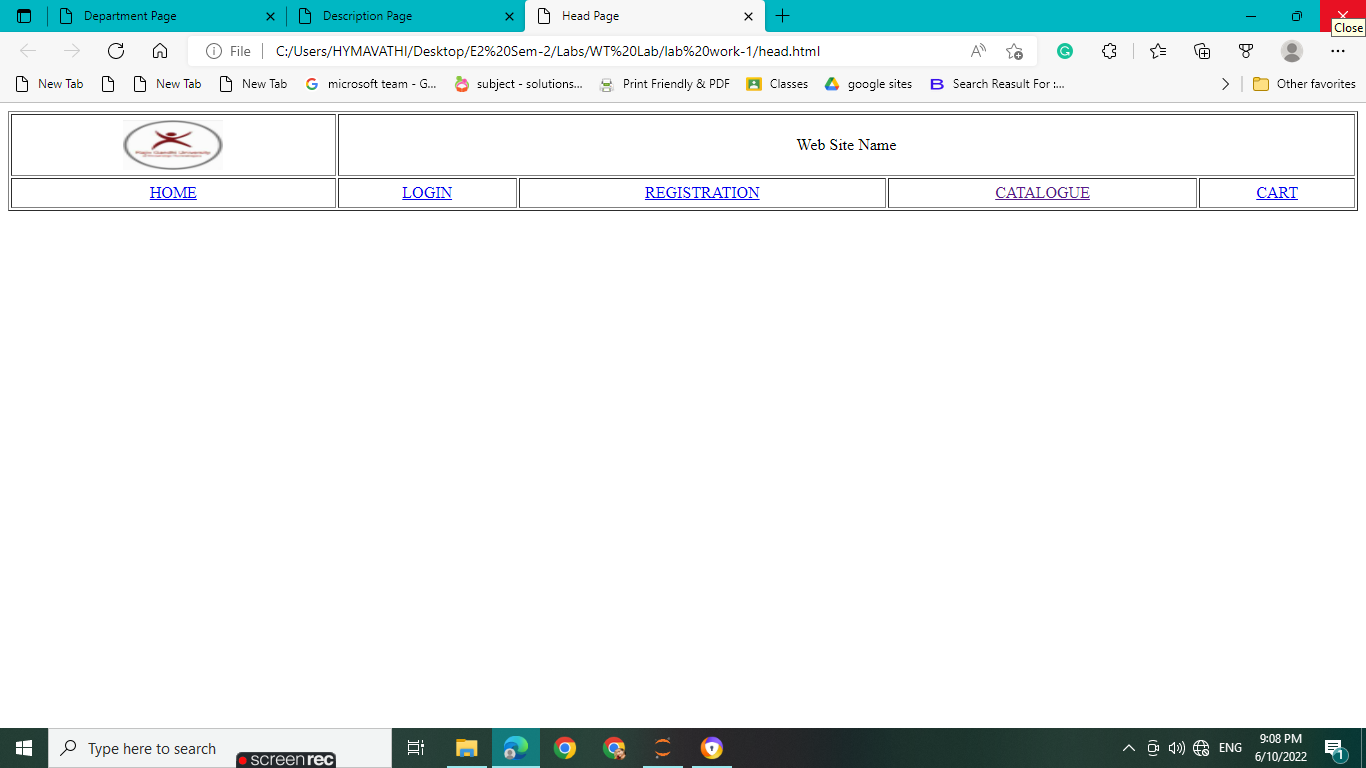 Department Page
Description Page
Head Page
Close
File
C:/Users/HYMAVATHI/Desktop/E2%20Sem-2/Labs/WT%20Lab/lab%20work-1/head.html
New Tab New Tab New Tab microsoft team - G... subject - solutions... Print Friendly & PDF Classes google sites Search Reasult For :... Other favorites
Web Site Name
HOME LOGIN REGISTRATION CATALOGUE CART
Type here to search
screenrec
ENG
9:08 PM
6/10/2022
1